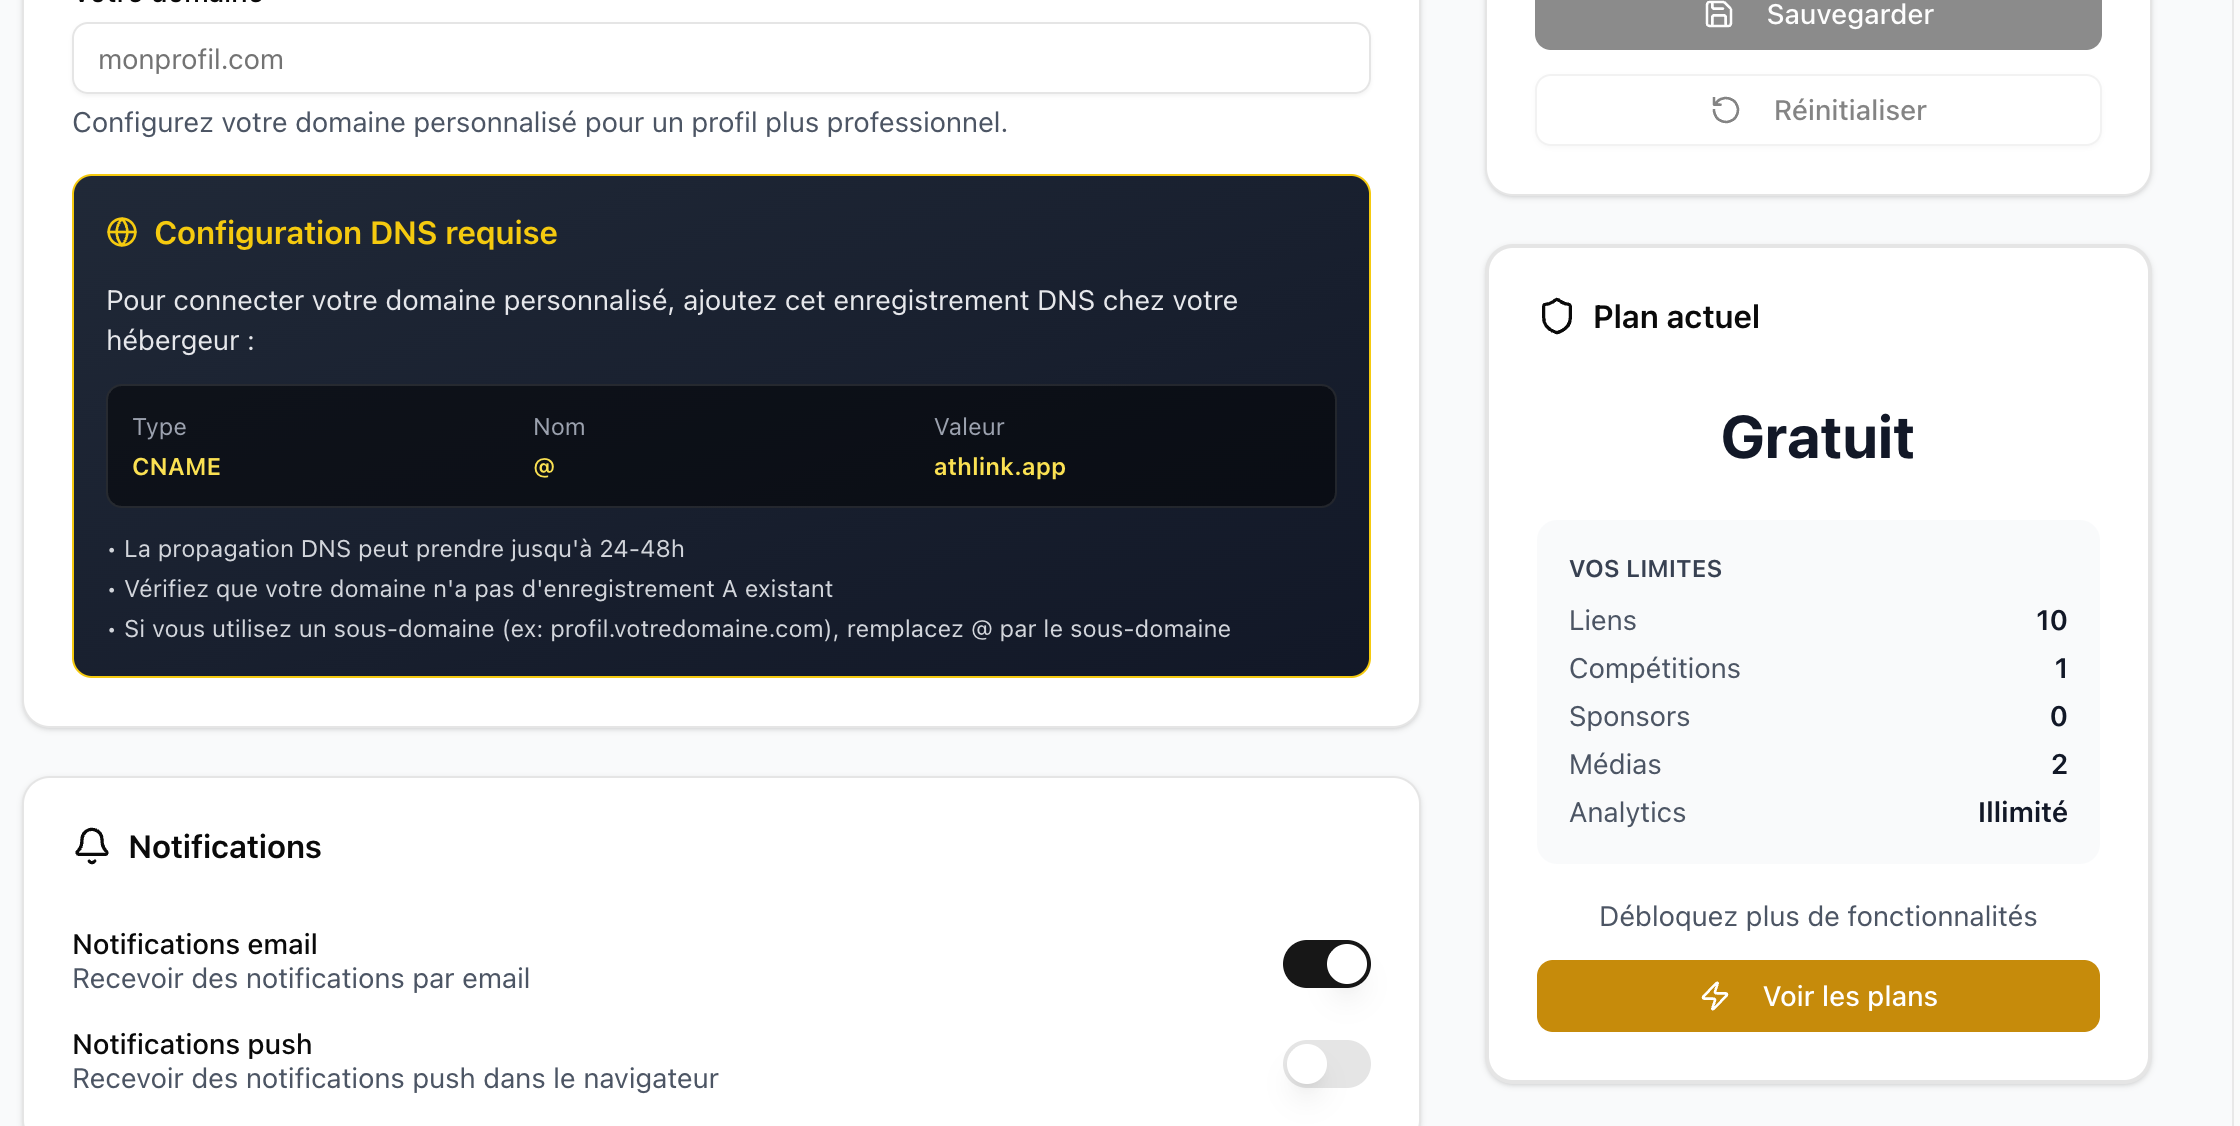 Votre domaine
monprofil.com
Configurez votre domaine personnalisé pour un profil plus professionnel.
Configuration DNS requise
Pour connecter votre domaine personnalisé, ajoutez cet enregistrement DNS chez votre
hébergeur :
Type Nom Valeur
CNAME @ athlink.app
• La propagation DNS peut prendre jusqu'à 24-48h
• Vérifiez que votre domaine n'a pas d'enregistrement A existant
• Si vous utilisez un sous-domaine (ex: profil.votredomaine.com), remplacez @ par le sous-domaine
Notifications
Notifications email
Recevoir des notifications par email
Notifications push
Recevoir des notifications push dans le navigateur
Sauvegarder
Réinitialiser
Plan actuel
Gratuit
VOS LIMITES
Liens 10
Compétitions 1
Sponsors 0
Médias 2
Analytics Illimité
Débloquez plus de fonctionnalités
Voir les plans